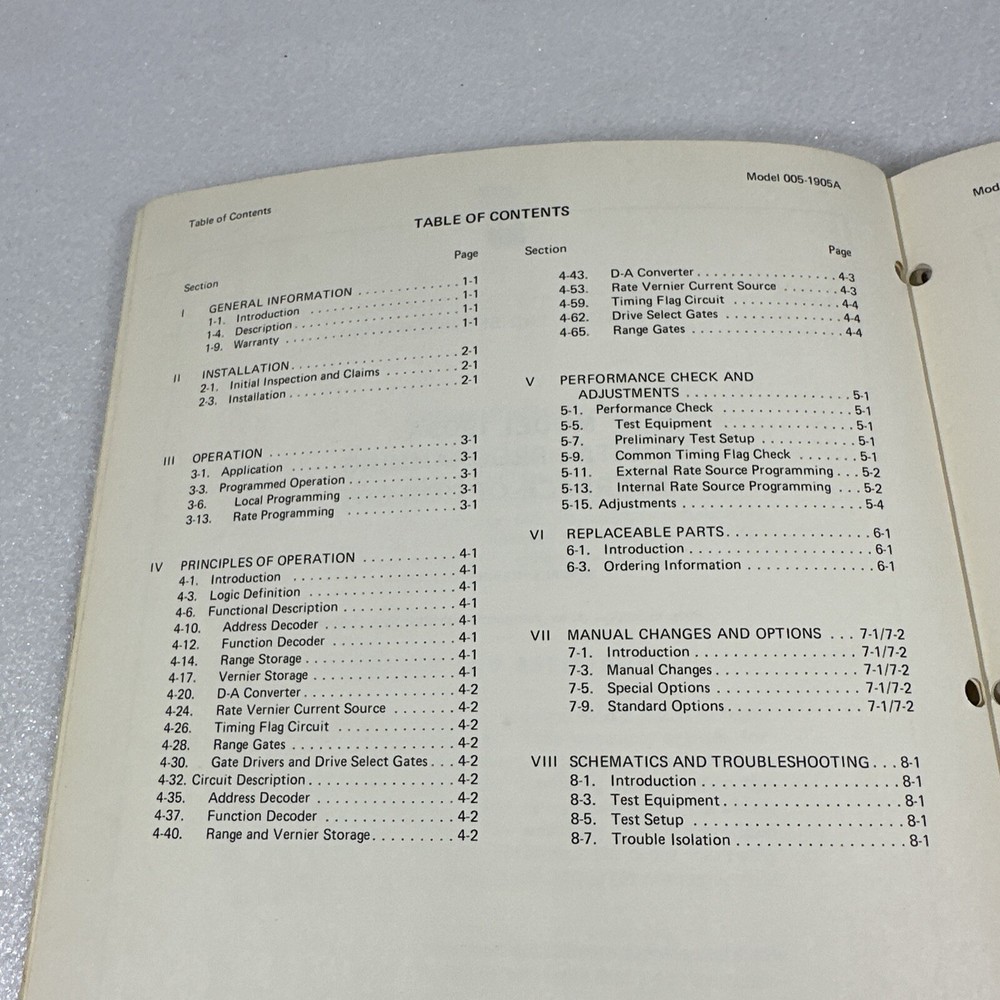 Table of Contents
Model 005-1905A
TABLE OF CONTENTS
Section Page
I GENERAL INFORMATION . . . . . . . . . . . . 1-1
1-1. Introduction . . . . . . . . . . . . . . . . 1-1
1-4. Description . . . . . . . . . . . . . . . . . 1-1
1-9. Warranty . . . . . . . . . . . . . . . . . . 1-1
II INSTALLATION . . . . . . . . . . . . . . . . . 2-1
2-1. Initial Inspection and Claims . . . . . . . . . 2-1
2-3. Installation . . . . . . . . . . . . . . . . . 2-1
III OPERATION . . . . . . . . . . . . . . . . . . 3-1
3-1. Application . . . . . . . . . . . . . . . . . 3-1
3-3. Programmed Operation . . . . . . . . . . . . 3-1
3-6. Local Programming . . . . . . . . . . . . 3-1
3-13. Rate Programming . . . . . . . . . . . . 3-1
IV PRINCIPLES OF OPERATION . . . . . . . . . . 4-1
4-1. Introduction . . . . . . . . . . . . . . . . 4-1
4-3. Logic Definition . . . . . . . . . . . . . . . 4-1
4-6. Functional Description . . . . . . . . . . . . 4-1
4-10. Address Decoder . . . . . . . . . . . . . . 4-1
4-12. Function Decoder . . . . . . . . . . . . . 4-1
4-14. Range Storage . . . . . . . . . . . . . . . 4-1
4-17. Vernier Storage . . . . . . . . . . . . . . 4-1
4-20. D-A Converter . . . . . . . . . . . . . . . 4-2
4-24. Rate Vernier Current Source . . . . . . . 4-2
4-26. Timing Flag Circuit . . . . . . . . . . . . 4-2
4-28. Range Gates . . . . . . . . . . . . . . . . 4-2
4-30. Gate Drivers and Drive Select Gates . . . 4-2
4-32. Circuit Description . . . . . . . . . . . . . . 4-2
4-35. Address Decoder . . . . . . . . . . . . . . 4-2
4-37. Function Decoder . . . . . . . . . . . . . 4-2
4-40. Range and Vernier Storage . . . . . . . . . 4-2
Section Page
4-43. D-A Converter . . . . . . . . . . . . . . . . . 4-3
4-53. Rate Vernier Current Source . . . . . . . 4-3
4-59. Timing Flag Circuit . . . . . . . . . . . . . 4-4
4-62. Drive Select Gates . . . . . . . . . . . . . . 4-4
4-65. Range Gates . . . . . . . . . . . . . . . . . 4-4
V PERFORMANCE CHECK AND
ADJUSTMENTS . . . . . . . . . . . . . . . . . . . 5-1
5-1. Performance Check . . . . . . . . . . . . . . 5-1
5-5. Test Equipment . . . . . . . . . . . . . . . 5-1
5-7. Preliminary Test Setup . . . . . . . . . . . 5-1
5-9. Common Timing Flag Check . . . . . . . 5-1
5-11. External Rate Source Programming . . . 5-2
5-13. Internal Rate Source Programming . . . 5-2
5-15. Adjustments . . . . . . . . . . . . . . . . . . . 5-4
VI REPLACEABLE PARTS . . . . . . . . . . . . . . . . 6-1
6-1. Introduction . . . . . . . . . . . . . . . . . . . 6-1
6-3. Ordering Information . . . . . . . . . . . . . 6-1
VII MANUAL CHANGES AND OPTIONS . . . 7-1/7-2
7-1. Introduction . . . . . . . . . . . . . . . . . 7-1/7-2
7-3. Manual Changes . . . . . . . . . . . . . . . 7-1/7-2
7-5. Special Options . . . . . . . . . . . . . . . 7-1/7-2
7-9. Standard Options . . . . . . . . . . . . . . 7-1/7-2
VIII SCHEMATICS AND TROUBLESHOOTING . . . 8-1
8-1. Introduction . . . . . . . . . . . . . . . . . . . . 8-1
8-3. Test Equipment . . . . . . . . . . . . . . . . . . 8-1
8-5. Test Setup . . . . . . . . . . . . . . . . . . . . . 8-1
8-7. Trouble Isolation . . . . . . . . . . . . . . . . . 8-1